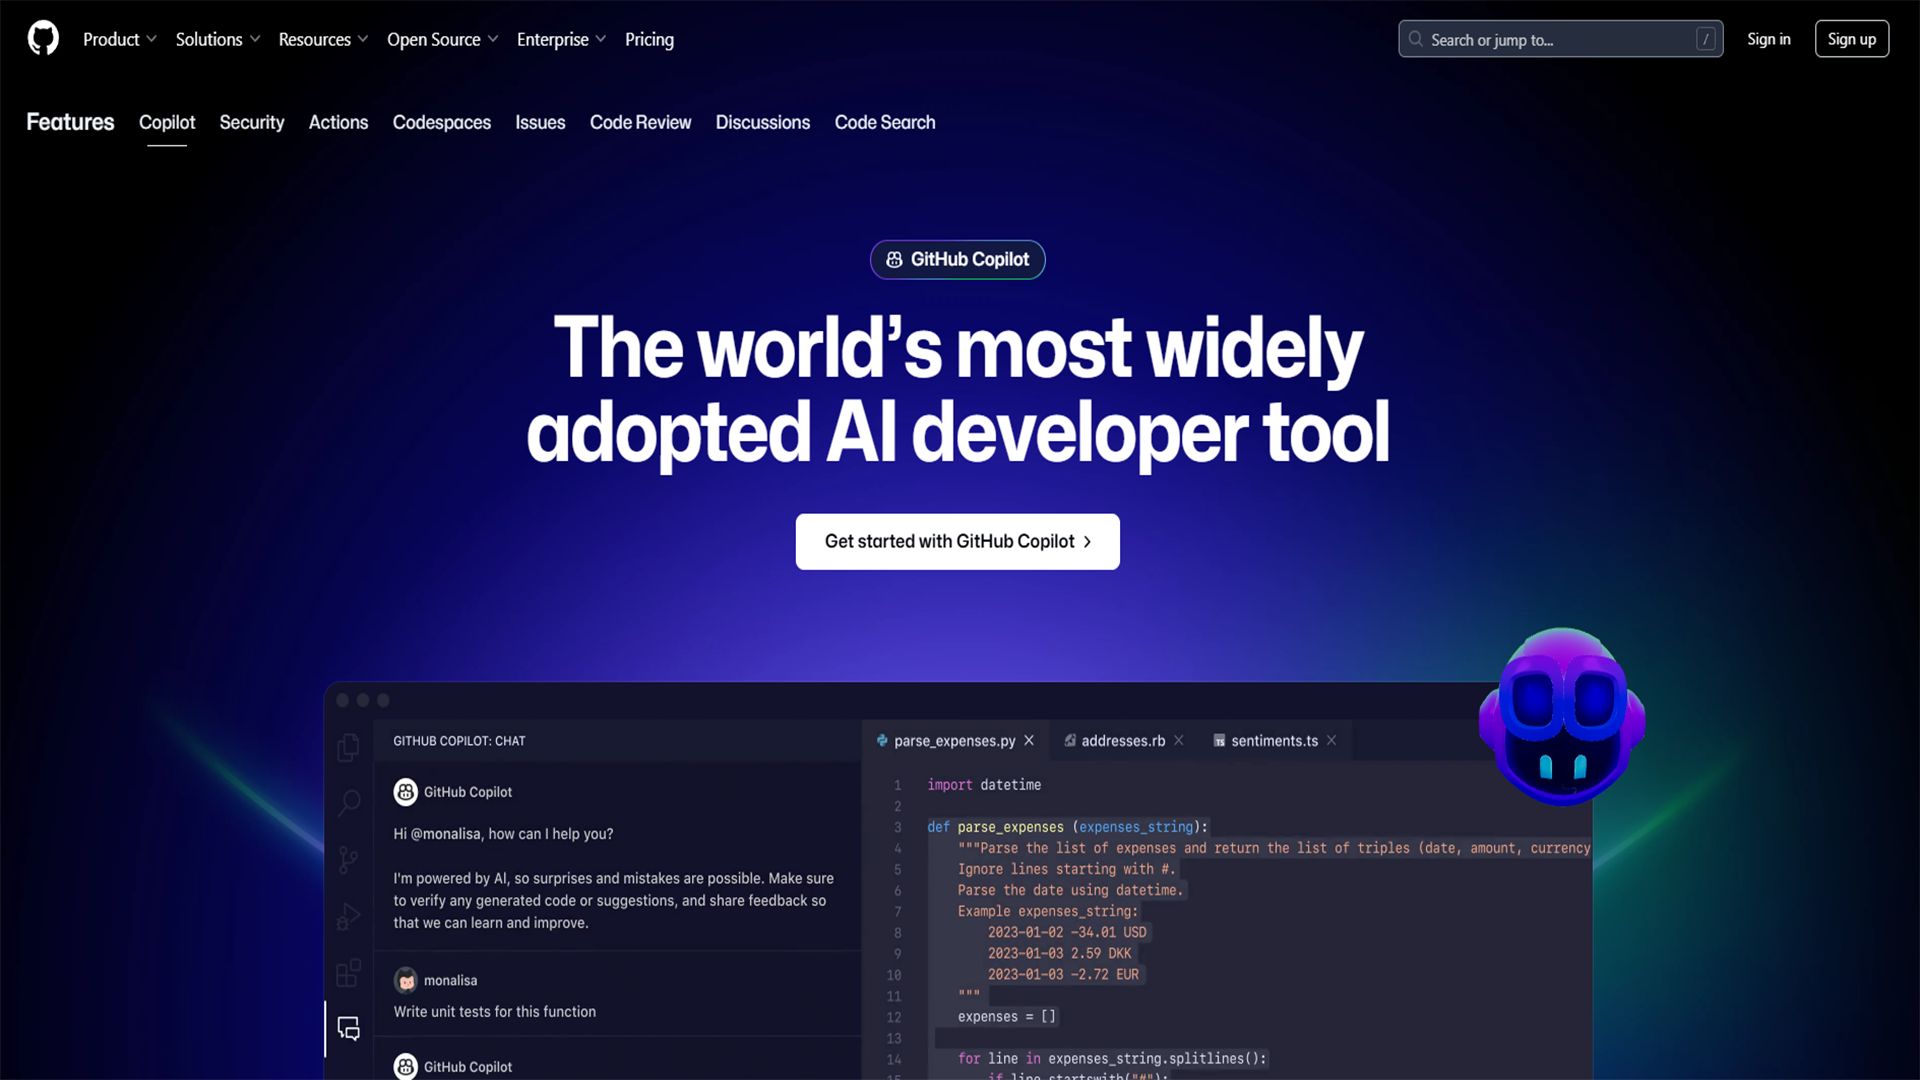 Product Solutions Resources Open Source Enterprise Pricing Search or jump to... / Sign in Sign up
Features Copilot Security Actions Codespaces Issues Code Review Discussions Code Search
GitHub Copilot
The world's most widely
adopted AI developer tool
Get started with GitHub Copilot
GITHUB COPILOT: CHAT
GitHub Copilot
Hi @monalisa, how can I help you?
I'm powered by AI, so surprises and mistakes are possible. Make sure
to verify any generated code or suggestions, and share feedback so
that we can learn and improve.
monalisa
Write unit tests for this function
GitHub Copilot
parse_expenses.py addresses.rb TS sentiments.ts
1 import datetime
2
3 def parse_expenses (expenses_string):
4 """Parse the list of expenses and return the list of triples (date, amount, currency
5 Ignore lines starting with #.
6 Parse the date using datetime.
7 Example expenses_string:
8 2023-01-02 -34.01 USD
9 2023-01-03 2.59 DKK
10 2023-01-03 -2.72 EUR
11 """
12 expenses = []
13
14 for line in expenses_string.splitlines():
15 if line.startswith("#"):